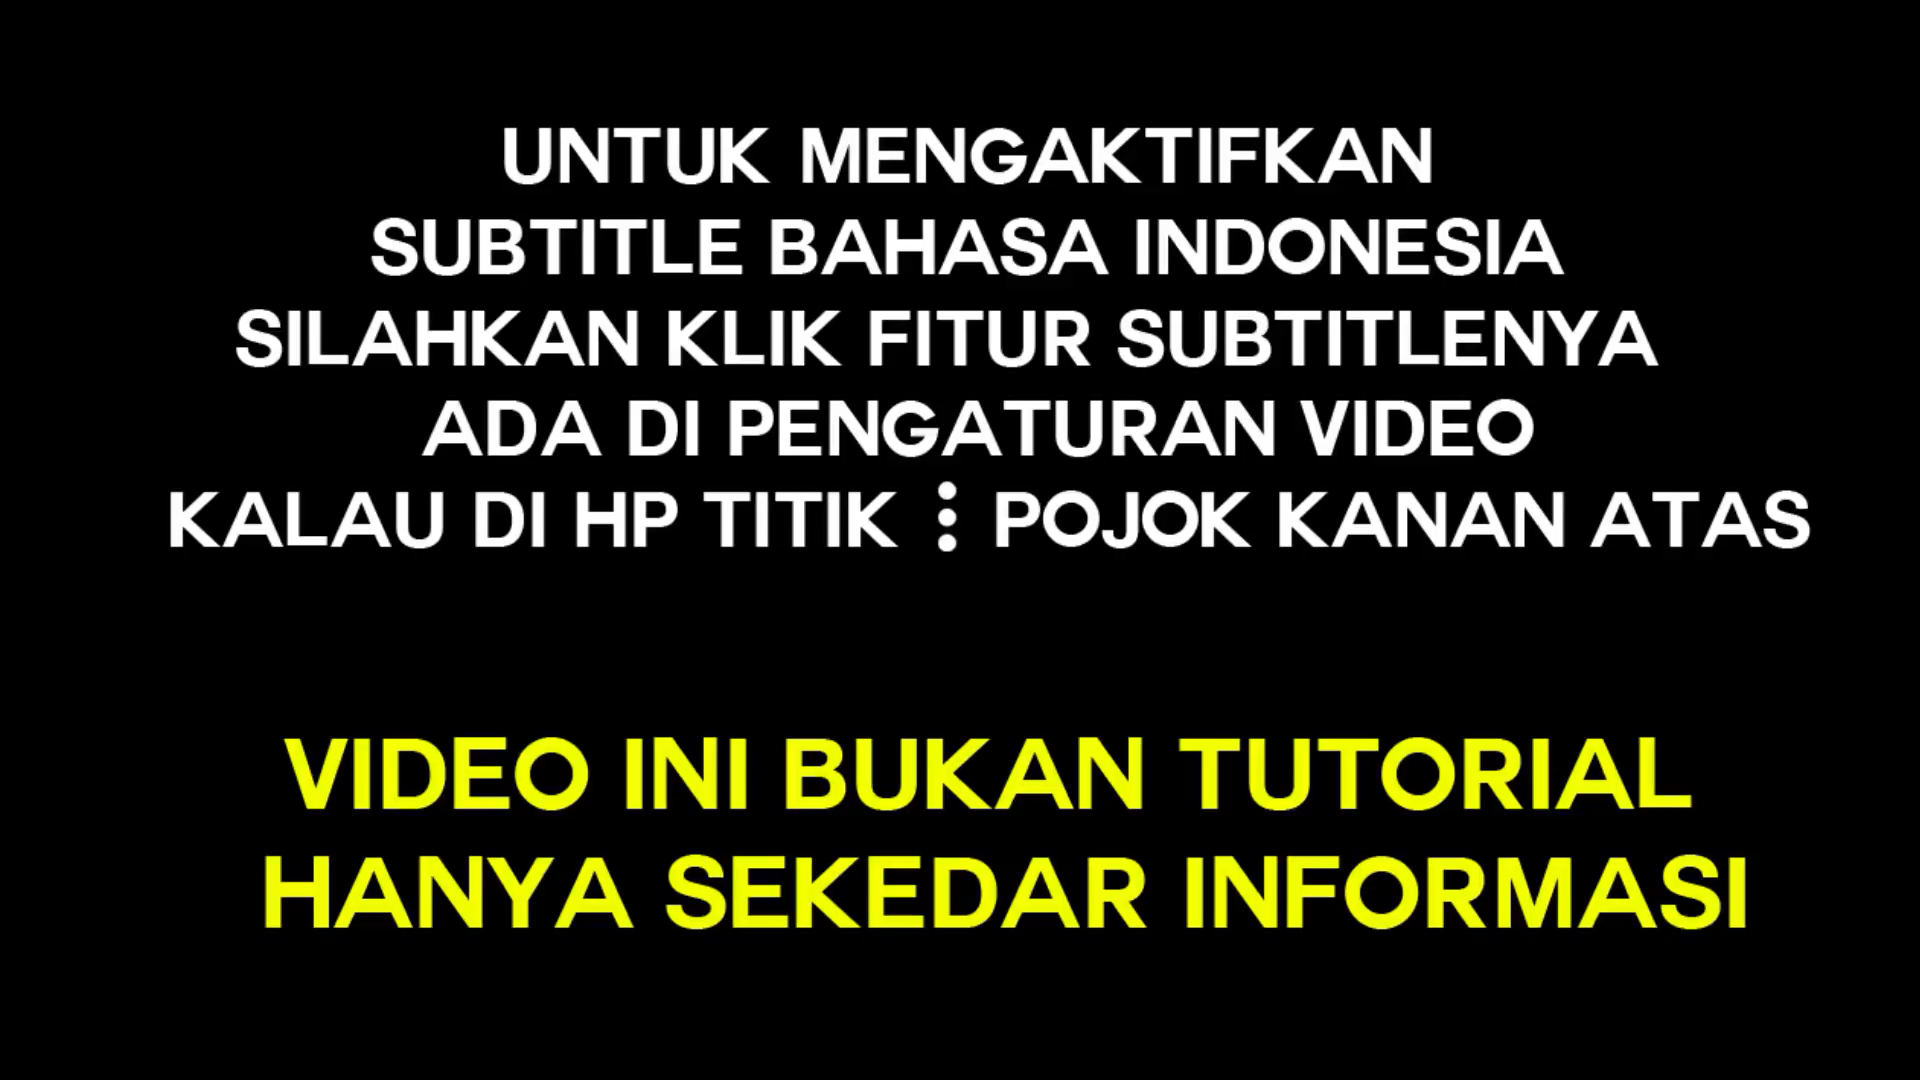 UNTUK MENGAKTIFKAN
SUBTITLE BAHASA INDONESIA
SILAHKAN KLIK FITUR SUBTITLENYA
ADA DI PENGATURAN VIDEO
KALAU DI HP TITIK ⋮ POJOK KANAN ATAS
VIDEO INI BUKAN TUTORIAL
HANYA SEKEDAR INFORMASI